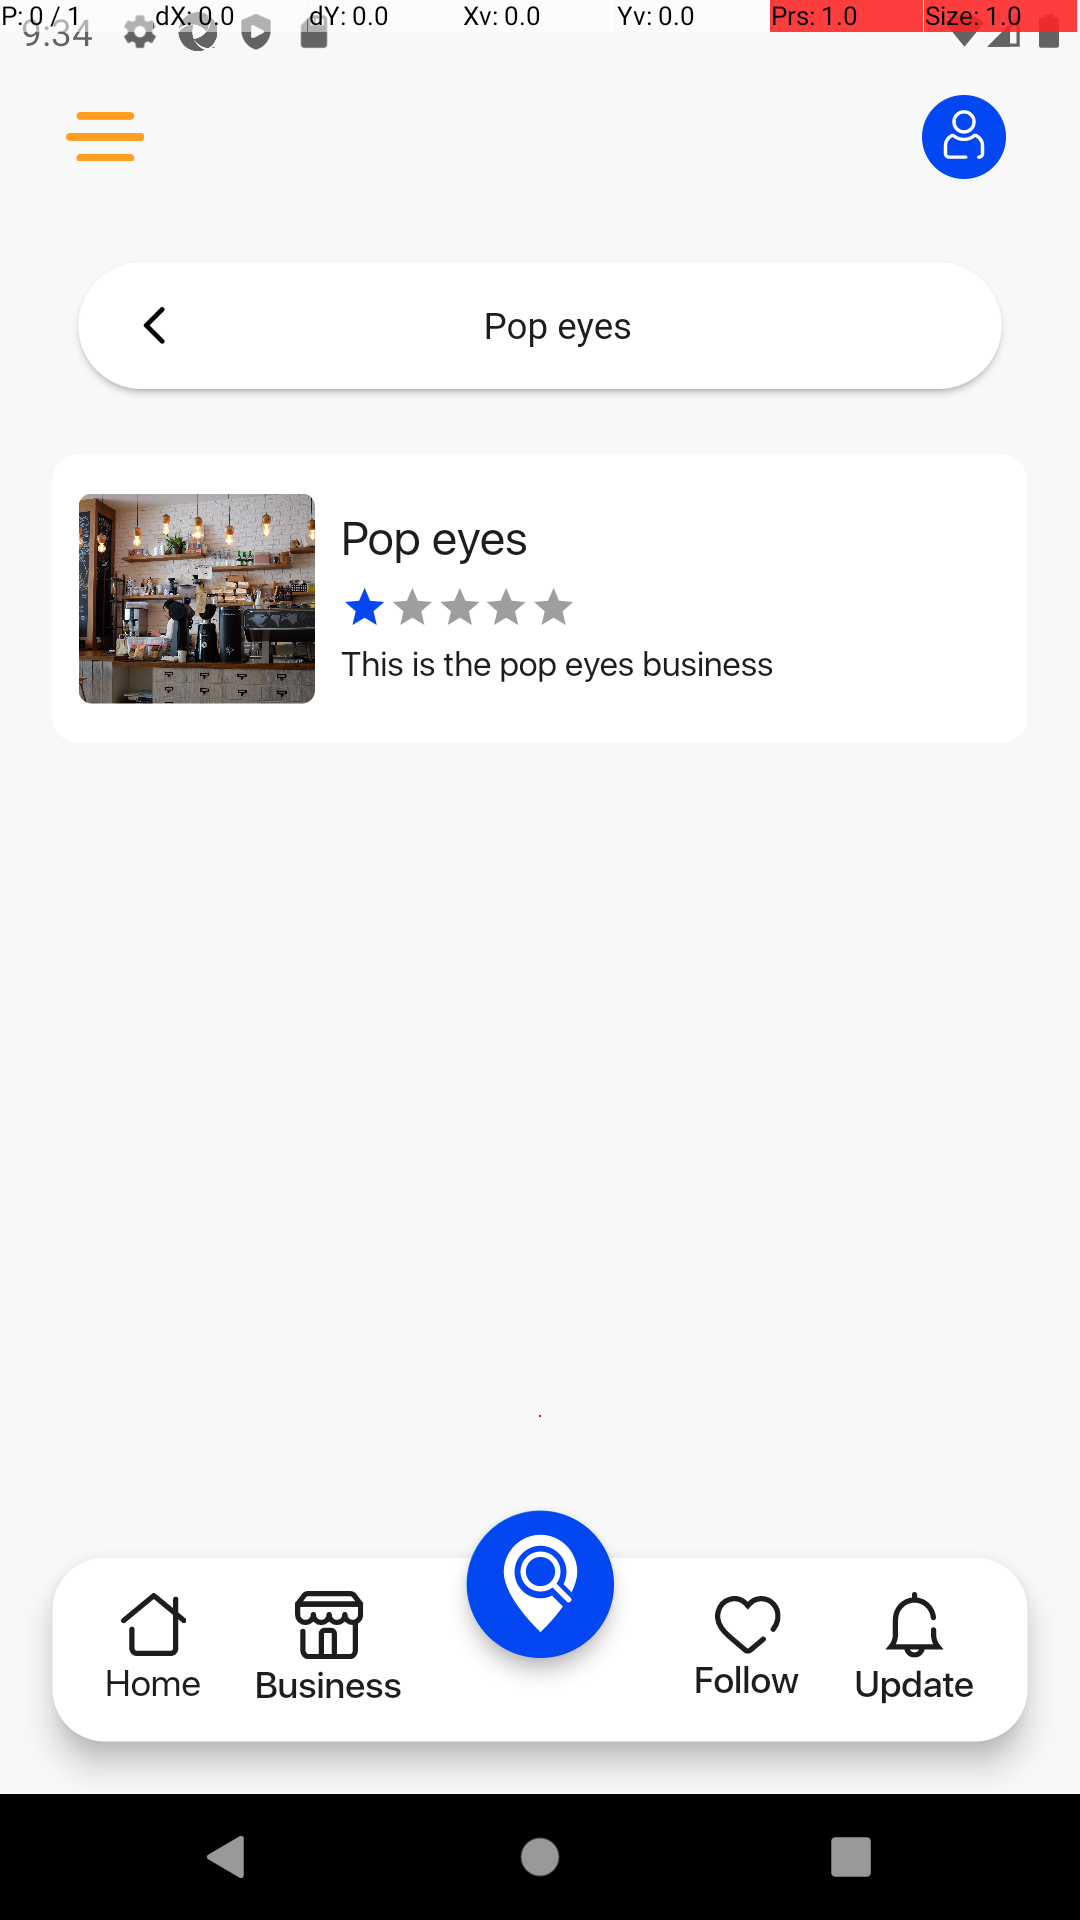 P: 0 / 1 dX: 0.0 dY: 0.0 Xv: 0.0 Yv: 0.0 Prs: 1.0 Size: 1.0
9:34
Pop eyes
Pop eyes
This is the pop eyes business
Home Business Follow Update